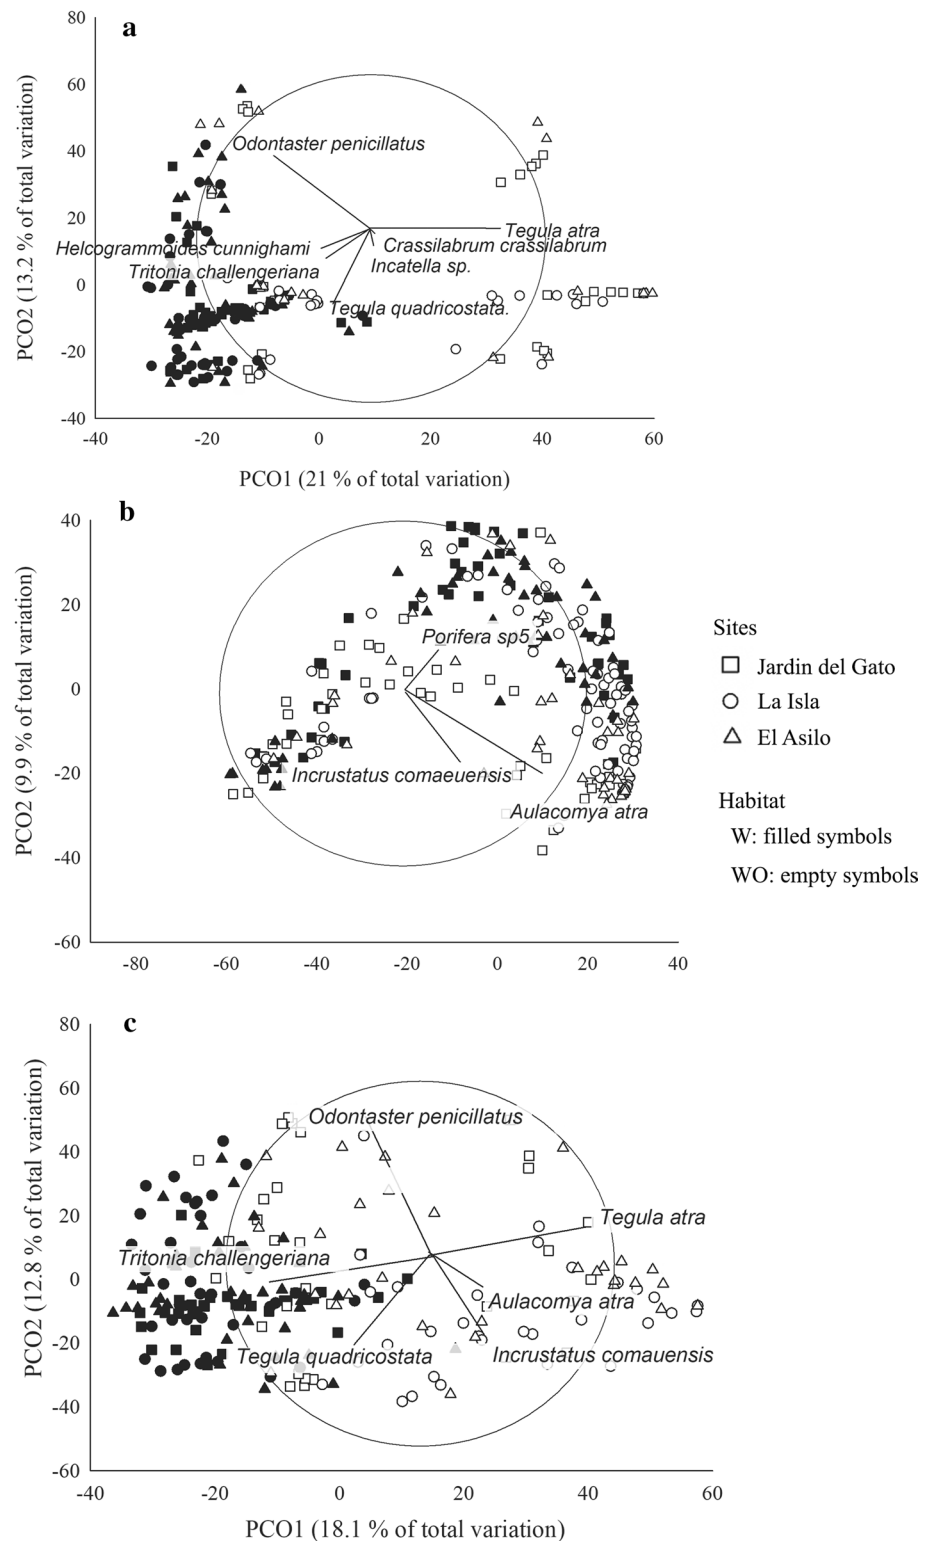 a
80
60
40
20
0
-20
-40
PCO2 (13.2 % of total variation)
Odontaster penicillatus
Tegula atra
Helcogrammoides cunnighami
Crassilabrum crassilabrum
Tritonia challengeriana
Incatella sp.
Tegula quadricostata.
-40 -20 0 20 40 60
PCO1 (21 % of total variation)
b
40
20
0
-20
-40
-60
PCO2 (9.9 % of total variation)
Porifera sp5
Incrustatus comaeuensis
Aulacomya atra
-80 -60 -40 -20 0 20 40
Sites
Jardin del Gato
La Isla
El Asilo
Habitat
W: filled symbols
WO: empty symbols
c
80
60
40
20
0
-20
-40
-60
PCO2 (12.8 % of total variation)
Odontaster penicillatus
Tegula atra
Tritonia challengeriana
Aulacomya atra
Tegula quadricostata
Incrustatus comauensis
-40 -20 0 20 40 60
PCO1 (18.1 % of total variation)